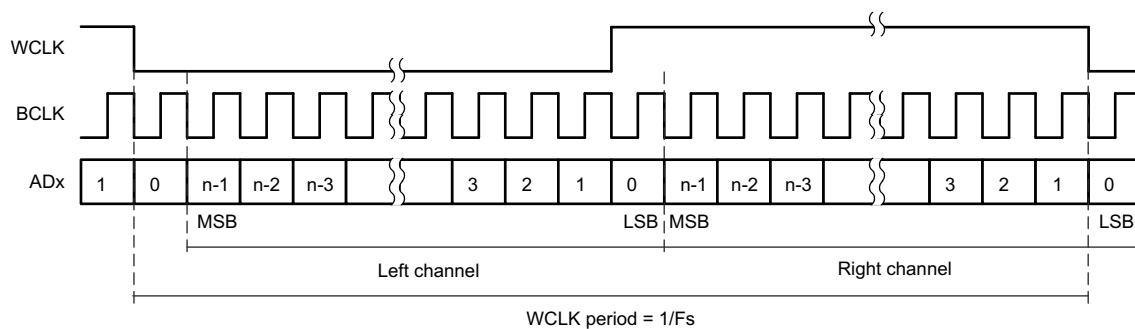 WCLK
BCLK
ADx 1 0 n-1 n-2 n-3 3 2 1 0 n-1 n-2 n-3 3 2 1 0
MSB LSB MSB LSB
Left channel Right channel
WCLK period = 1/Fs